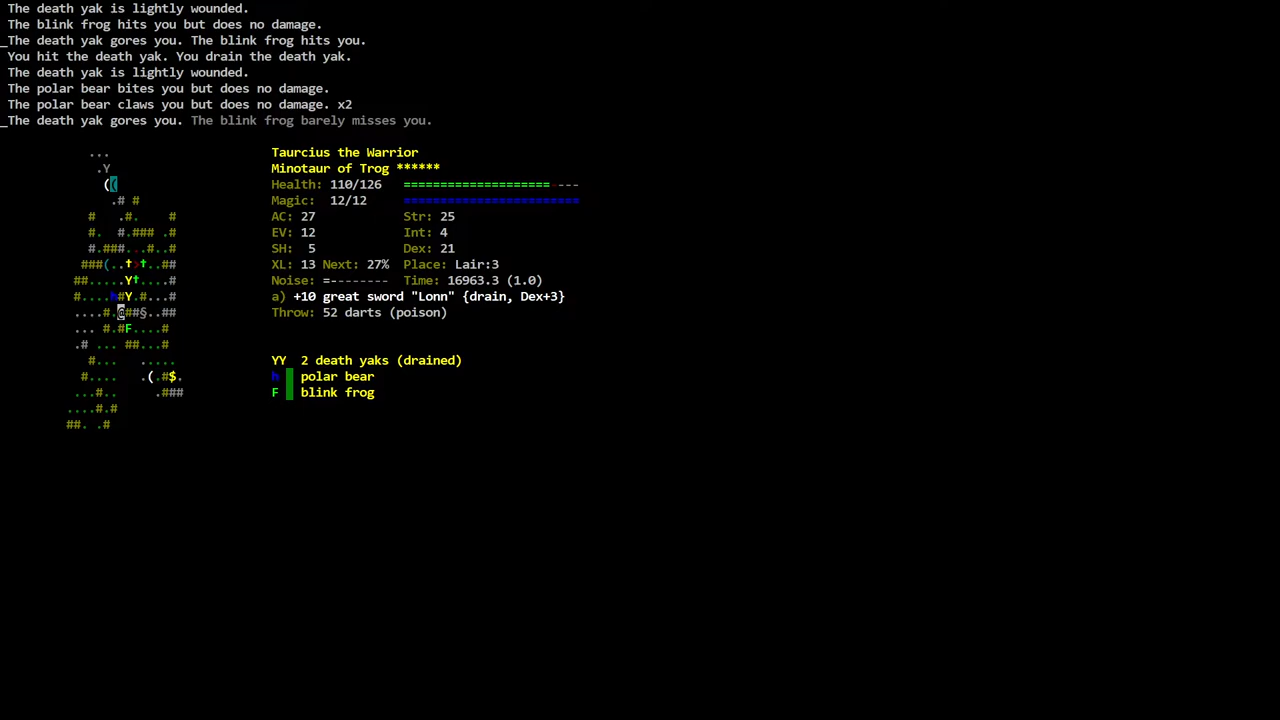 The death yak is lightly wounded.
The blink frog hits you but does no damage.
_The death yak gores you. The blink frog hits you.
You hit the death yak. You drain the death yak.
The death yak is lightly wounded.
The polar bear bites you but does no damage.
The polar bear claws you but does no damage. x2
_The death yak gores you. The blink frog barely misses you.
Taurcius the Warrior
Minotaur of Trog ******
Health: 110/126 ====================---
Magic: 12/12 ========================
AC: 27 Str: 25
EV: 12 Int: 4
SH: 5 Dex: 21
XL: 13 Next: 27% Place: Lair:3
Noise: =-------- Time: 16963.3 (1.0)
a) +10 great sword "Lonn" {drain, Dex+3}
Throw: 52 darts (poison)
YY 2 death yaks (drained)
h polar bear
F blink frog